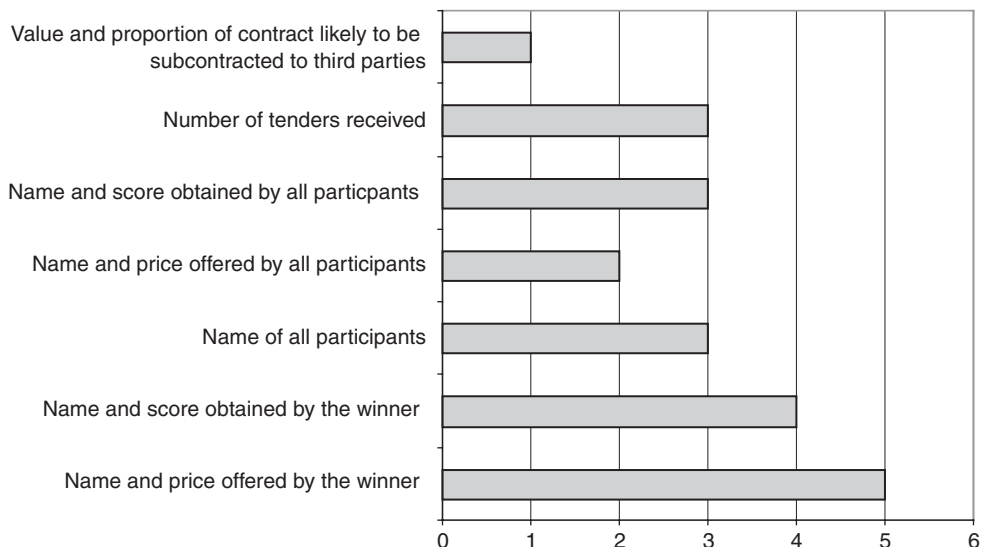 Value and proportion of contract likely to be
subcontracted to third parties
Number of tenders received
Name and score obtained by all particpants
Name and price offered by all participants
Name of all participants
Name and score obtained by the winner
Name and price offered by the winner
0 1 2 3 4 5 6